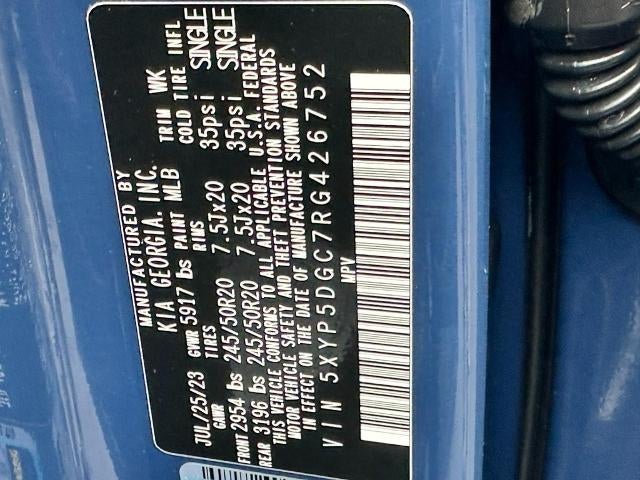 MANUFACTURED BY
KIA GEORGIA, INC.
JUL/25/23 GVWR 5917 lbs PAINT MLB TRIM WK
GAWR TIRES RIMS COLD TIRE INFL
FRONT 2954 lbs 245/50R20 7.5Jx20 35psi SINGLE
REAR 3196 lbs 245/50R20 7.5Jx20 35psi SINGLE
THIS VEHICLE CONFORMS TO ALL APPLICABLE U.S.A. FEDERAL
MOTOR VEHICLE SAFETY AND THEFT PREVENTION STANDARDS
IN EFFECT ON THE DATE OF MANUFACTURE SHOWN ABOVE
VIN 5XYP5DGC7RG426752
MPV